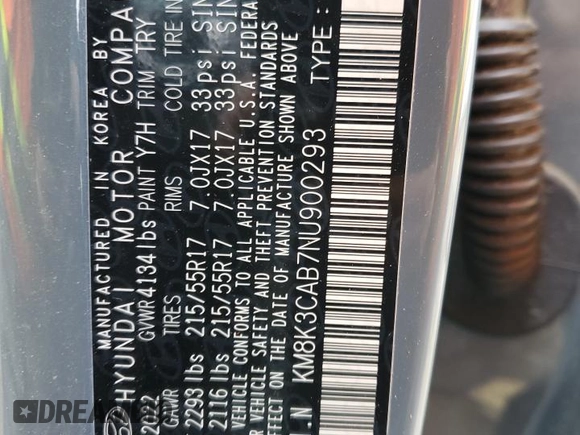 MANUFACTURED IN KOREA BY
HYUNDAI MOTOR COMPA
2022 GVWR 4134 lbs PAINT Y7H TRIM TRY
GAWR TIRES RIMS COLD TIRE IN
2293 lbs 215/55R17 7.0JX17 33psi SIN
2116 lbs 215/55R17 7.0JX17 33psi SIN
VEHICLE CONFORMS TO ALL APPLICABLE U.S.A. FEDERA
VEHICLE SAFETY AND THEFT PREVENTION STANDARDS
EFFECT ON THE DATE OF MANUFACTURE SHOWN ABOVE
I.N KM8K3CAB7NU900293 TYPE: